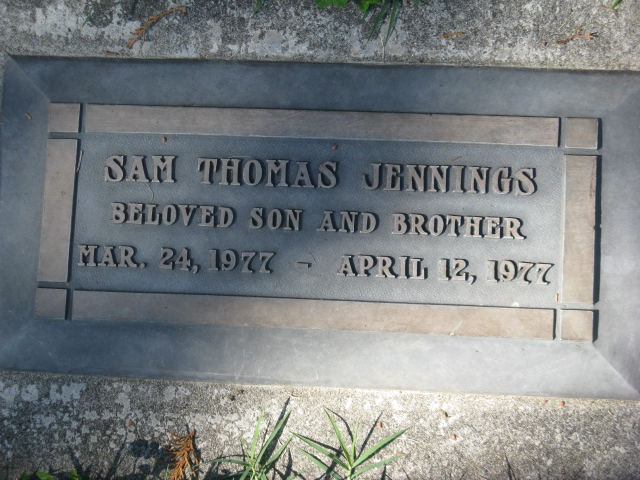 SAM THOMAS JENNINGS
BELOVED SON AND BROTHER
MAR. 24, 1977 - APRIL 12, 1977